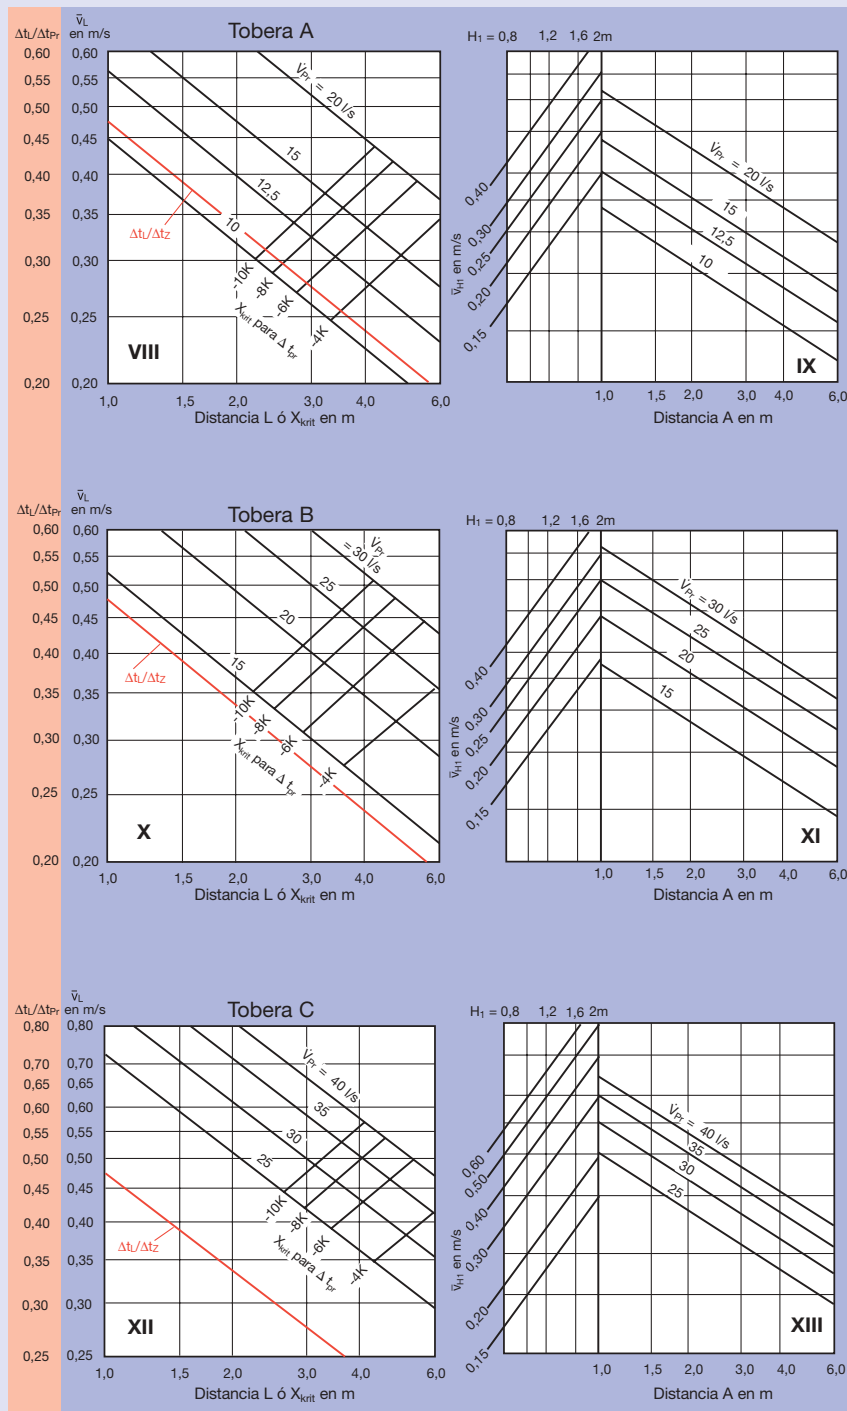 Tobera A
Δt_L/Δt_Pr
v̄_L
en m/s
0,60 0,60
0,55 0,55
0,50 0,50
0,45 0,45
0,40 0,40
0,35 0,35
0,30 0,30
0,25 0,25
0,20 0,20
V̇_Pr = 20 l/s
15
12,5
10
Δt_L/Δt_Z
-10K
-8K
-6K
-4K
X_krit para Δ t_pr
VIII
1,0 1,5 2,0 3,0 4,0 6,0
Distancia L ó X_krit en m
H_1 = 0,8 1,2 1,6 2m
V̇_Pr = 20 l/s
15
12,5
10
0,40
0,30
0,25
0,20
0,15
v̄_H1 en m/s
IX
1,0 1,5 2,0 3,0 4,0 6,0
Distancia A en m
Tobera B
Δt_L/Δt_Pr
v̄_L
en m/s
0,60 0,60
0,55 0,55
0,50 0,50
0,45 0,45
0,40 0,40
0,35 0,35
0,30 0,30
0,25 0,25
0,20 0,20
V̇_Pr
= 30 l/s
25
20
15
Δt_L/Δt_Z
-10K
-8K
-6K
-4K
X_krit para Δ t_pr
X
1,0 1,5 2,0 3,0 4,0 6,0
Distancia L ó X_krit en m
H_1 = 0,8 1,2 1,6 2m
V̇_Pr = 30 l/s
25
20
15
0,40
0,30
0,25
0,20
0,15
v̄_H1 en m/s
XI
1,0 1,5 2,0 3,0 4,0 6,0
Distancia A en m
Tobera C
Δt_L/Δt_Pr
v̄_L
en m/s
0,80 0,80
0,70 0,70
0,65 0,65
0,60 0,60
0,55 0,55
0,50 0,50
0,45 0,45
0,40 0,40
0,35 0,35
0,30 0,30
0,25 0,25
V̇_Pr = 40 l/s
35
30
25
Δt_L/Δt_Z
-10K
-8K
-6K
-4K
X_krit para Δ t_pr
XII
1,0 1,5 2,0 3,0 4,0 6,0
Distancia L ó X_krit en m
H_1 = 0,8 1,2 1,6 2m
V̇_Pr = 40 l/s
35
30
25
0,60
0,50
0,40
0,30
0,20
0,15
v̄_H1 en m/s
XIII
1,0 1,5 2,0 3,0 4,0 6,0
Distancia A en m